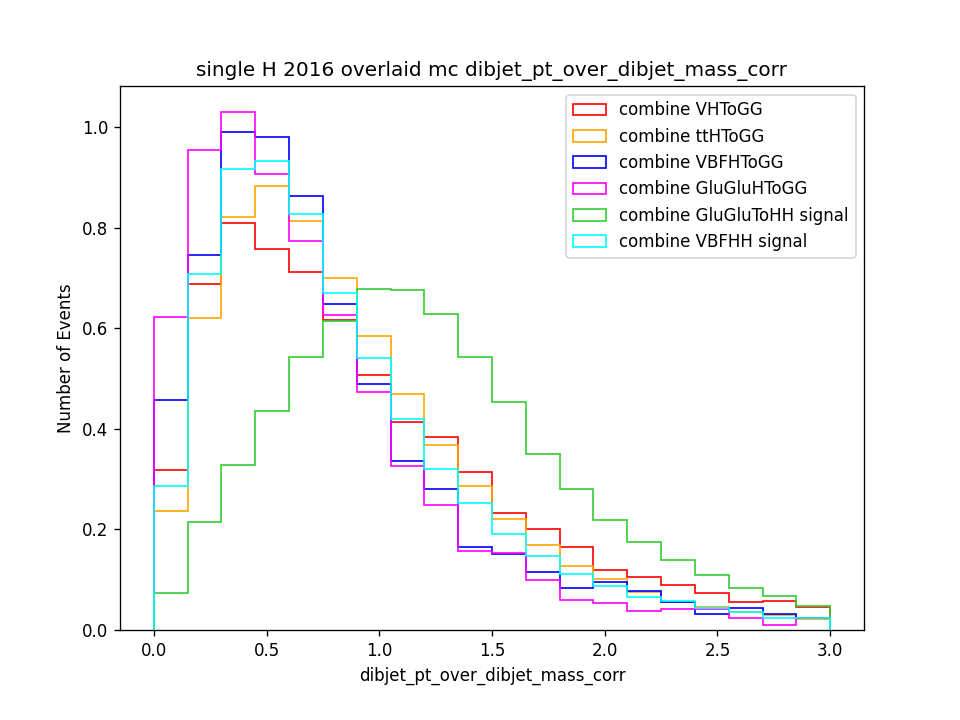 single H 2016 overlaid mc dibjet_pt_over_dibjet_mass_corr
combine VHToGG
combine ttHToGG
combine VBFHToGG
combine GluGluHToGG
combine GluGluToHH signal
combine VBFHH signal
Number of Events
1.0
0.8
0.6
0.4
0.2
0.0
0.0 0.5 1.0 1.5 2.0 2.5 3.0
dibjet_pt_over_dibjet_mass_corr